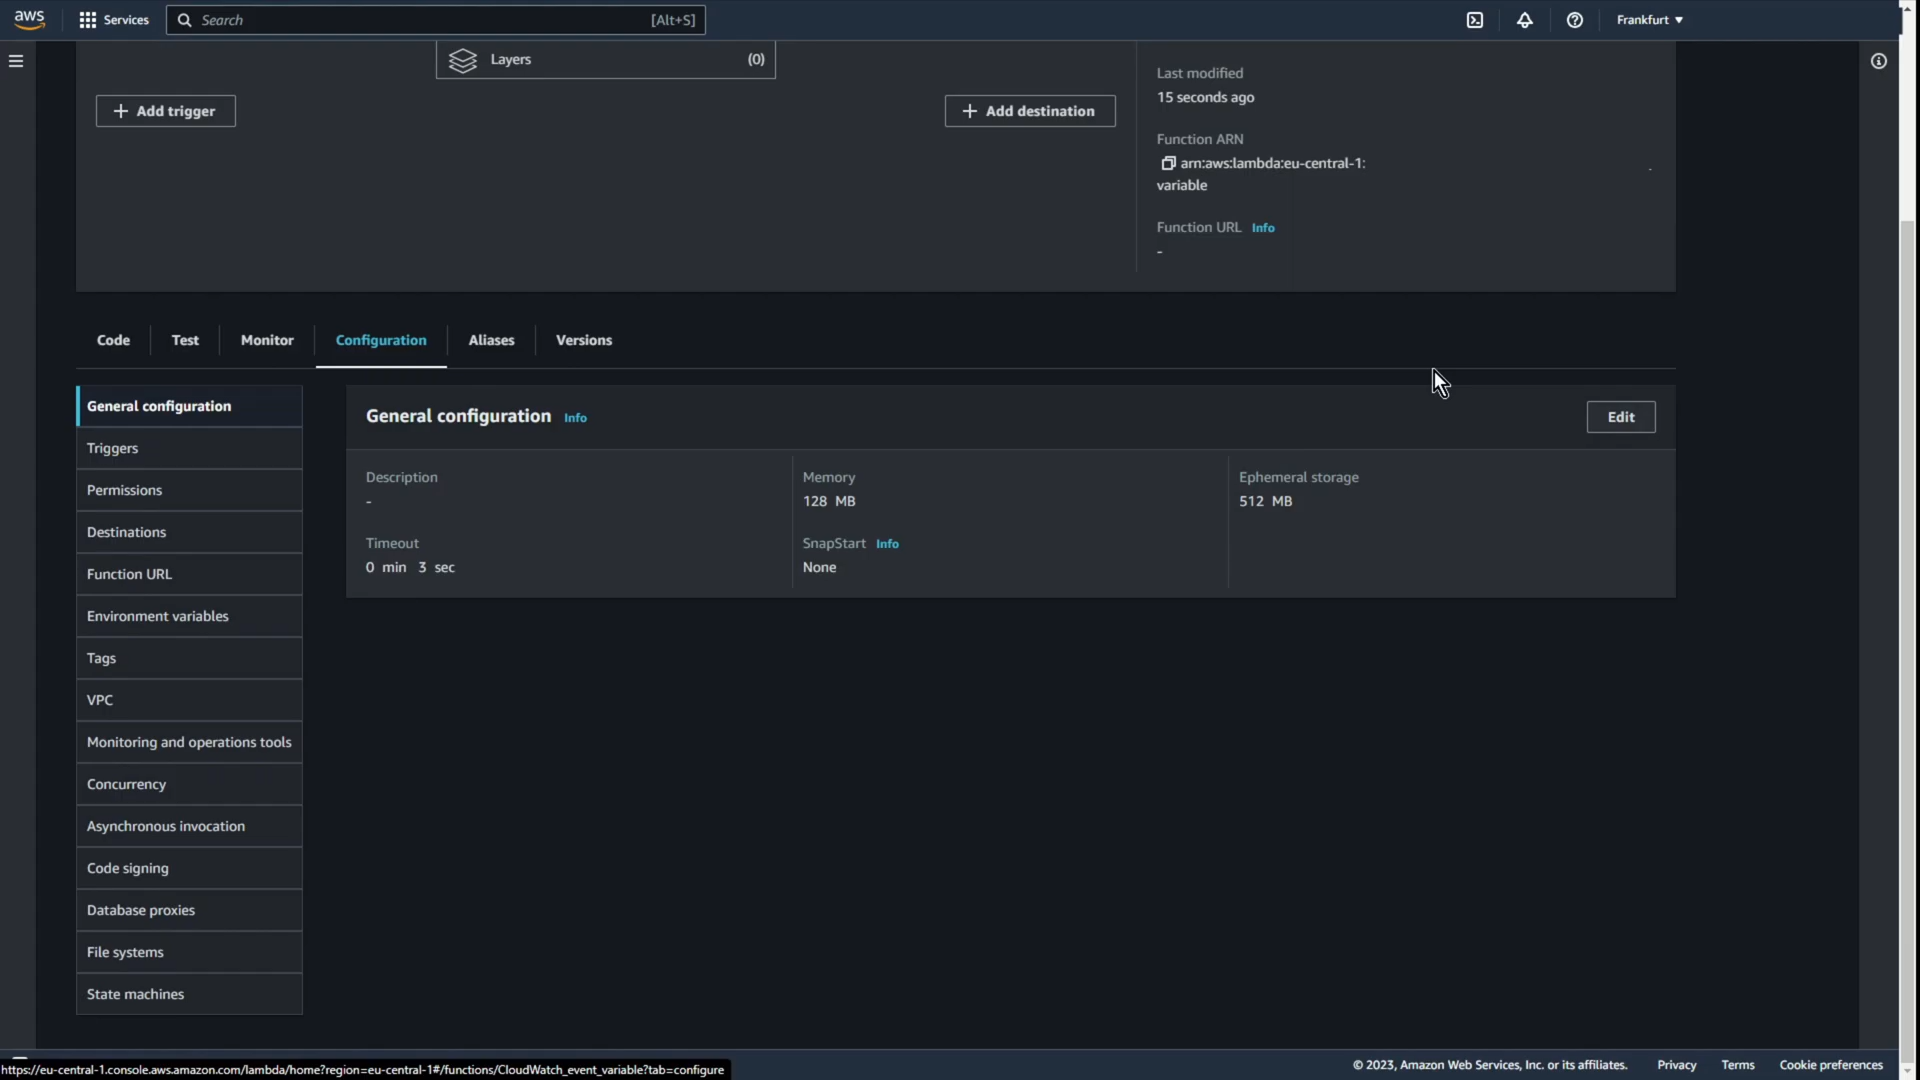 aws
Services
Search
[Alt+S]
Frankfurt
Layers
(0)
Add trigger
Add destination
Last modified
15 seconds ago
Function ARN
arn:aws:lambda:eu-central-1:
variable
Function URL Info
-
Code
Test
Monitor
Configuration
Aliases
Versions
General configuration
Triggers
Permissions
Destinations
Function URL
Environment variables
Tags
VPC
Monitoring and operations tools
Concurrency
Asynchronous invocation
Code signing
Database proxies
File systems
State machines
General configuration Info
Edit
Description
-
Memory
128 MB
Ephemeral storage
512 MB
Timeout
0 min 3 sec
SnapStart Info
None
https://eu-central-1.console.aws.amazon.com/lambda/home?region=eu-central-1#/functions/CloudWatch_event_variable?tab=configure
© 2023, Amazon Web Services, Inc. or its affiliates.
Privacy
Terms
Cookie preferences